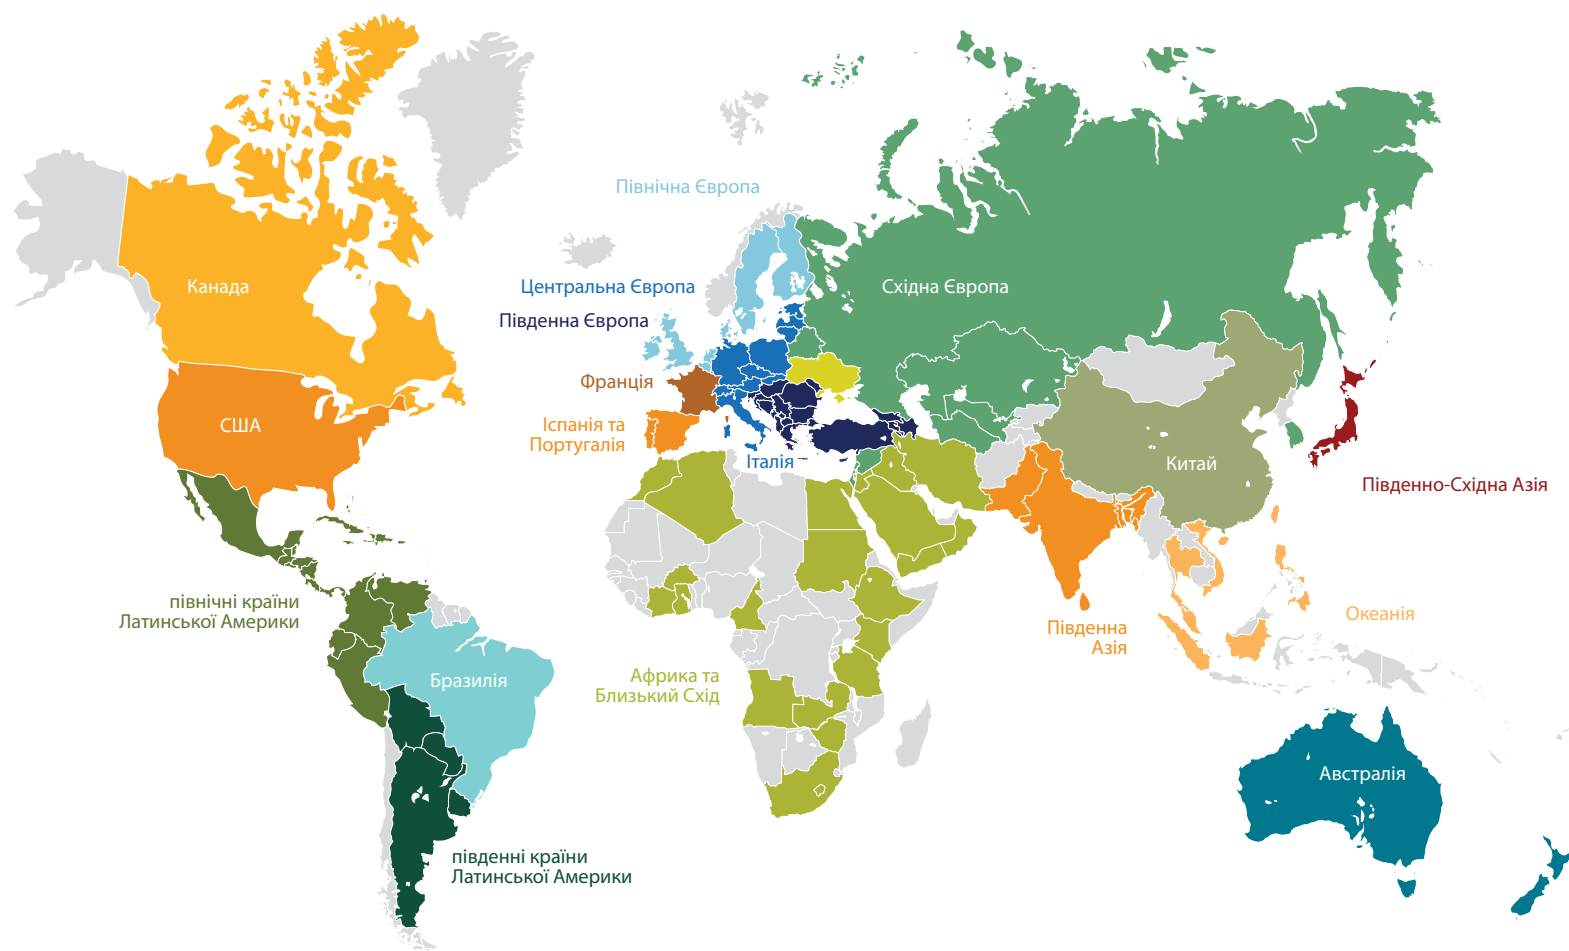 Північна Європа
Канада
Центральна Європа
Східна Європа
Південна Європа
Франція
США
Іспанія та
Португалія
Італія
Китай
Південно-Східна Азія
північні країни
Латинської Америки
Океанія
Південна
Азія
Африка та
Близький Схід
Бразилія
Австралія
південні країни
Латинської Америки